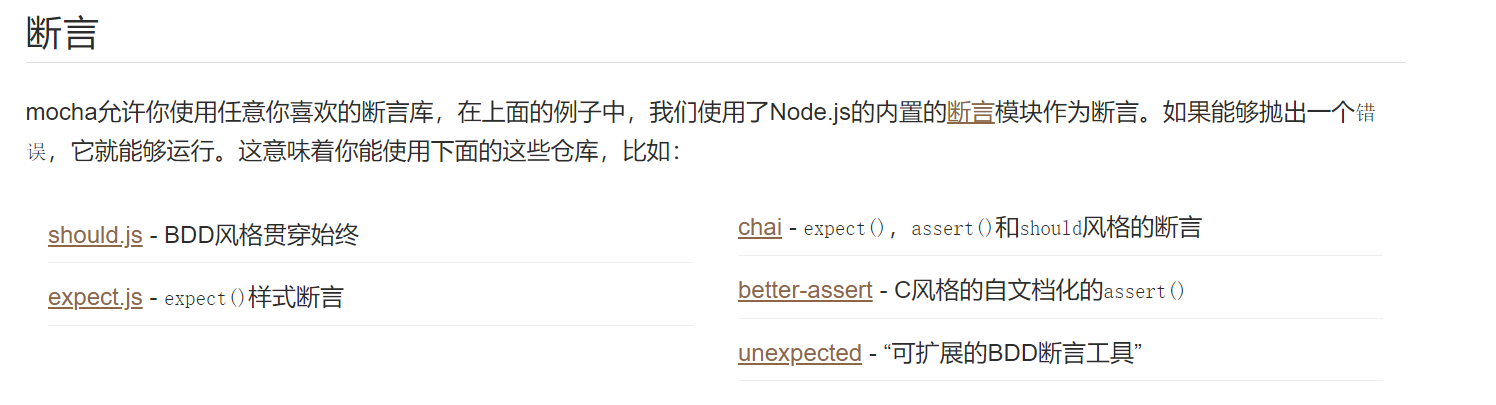 断言
mocha允许你使用任意你喜欢的断言库，在上面的例子中，我们使用了Node.js的内置的断言模块作为断言。如果能够抛出一个错
误，它就能够运行。这意味着你能使用下面的这些仓库，比如：
should.js - BDD风格贯穿始终
expect.js - expect()样式断言
chai - expect()，assert()和should风格的断言
better-assert - C风格的自文档化的assert()
unexpected - “可扩展的BDD断言工具”